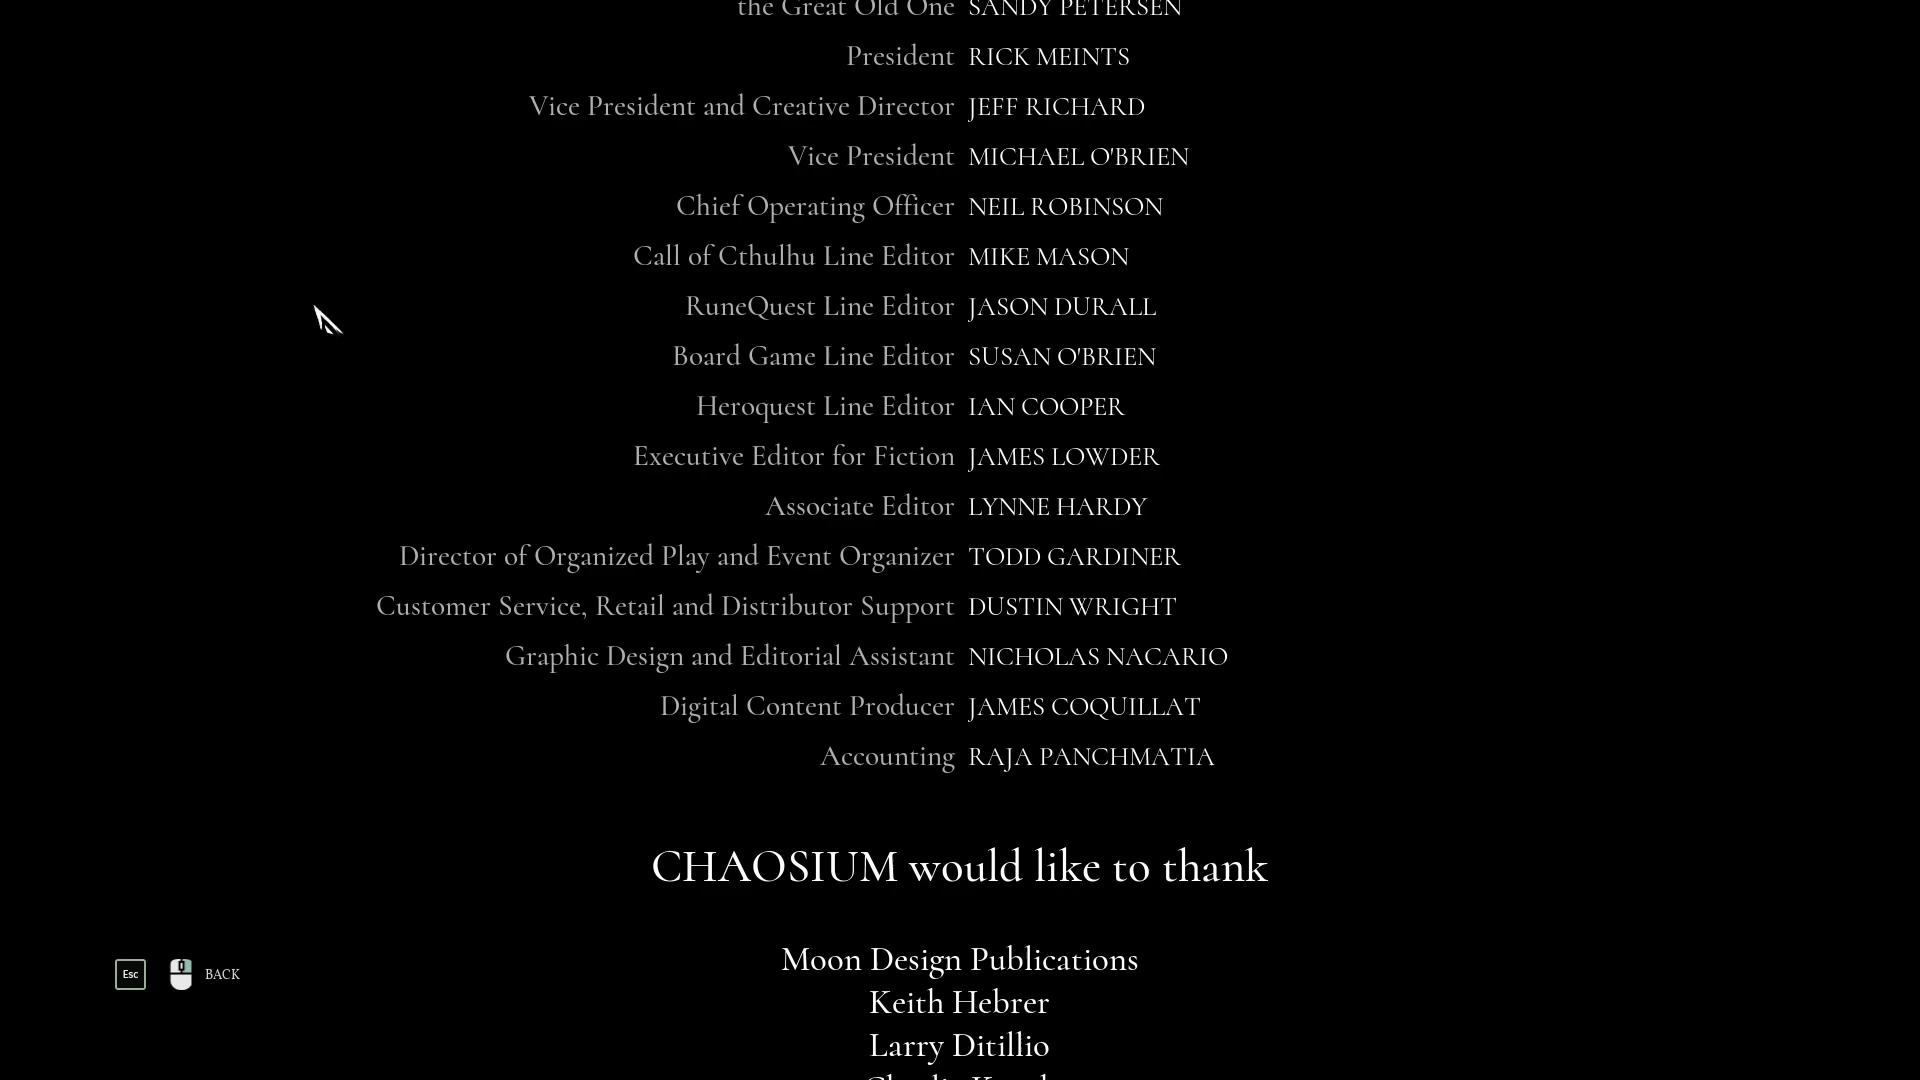 the Great Old One SANDY PETERSEN
President RICK MEINTS
Vice President and Creative Director JEFF RICHARD
Vice President MICHAEL O'BRIEN
Chief Operating Officer NEIL ROBINSON
Call of Cthulhu Line Editor MIKE MASON
RuneQuest Line Editor JASON DURALL
Board Game Line Editor SUSAN O'BRIEN
Heroquest Line Editor IAN COOPER
Executive Editor for Fiction JAMES LOWDER
Associate Editor LYNNE HARDY
Director of Organized Play and Event Organizer TODD GARDINER
Customer Service, Retail and Distributor Support DUSTIN WRIGHT
Graphic Design and Editorial Assistant NICHOLAS NACARIO
Digital Content Producer JAMES COQUILLAT
Accounting RAJA PANCHMATIA
CHAOSIUM would like to thank
Moon Design Publications
Esc BACK
Keith Hebrer
Larry Ditillio